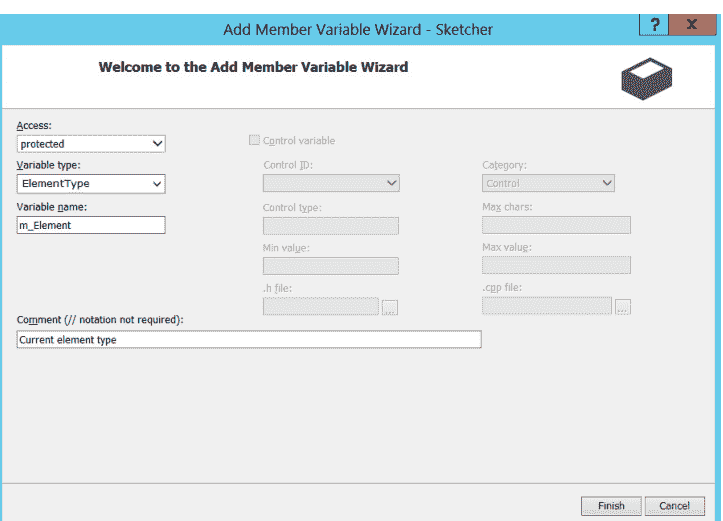 Add Member Variable Wizard - Sketcher
? x
Welcome to the Add Member Variable Wizard
Access:
protected
Control variable
Variable type:
Control ID:
Category:
ElementType
Control
Variable name:
Control type:
Max chars:
m_Element
Min value:
Max value:
.h file:
.cpp file:
...
...
Comment (// notation not required):
Current element type
Finish
Cancel